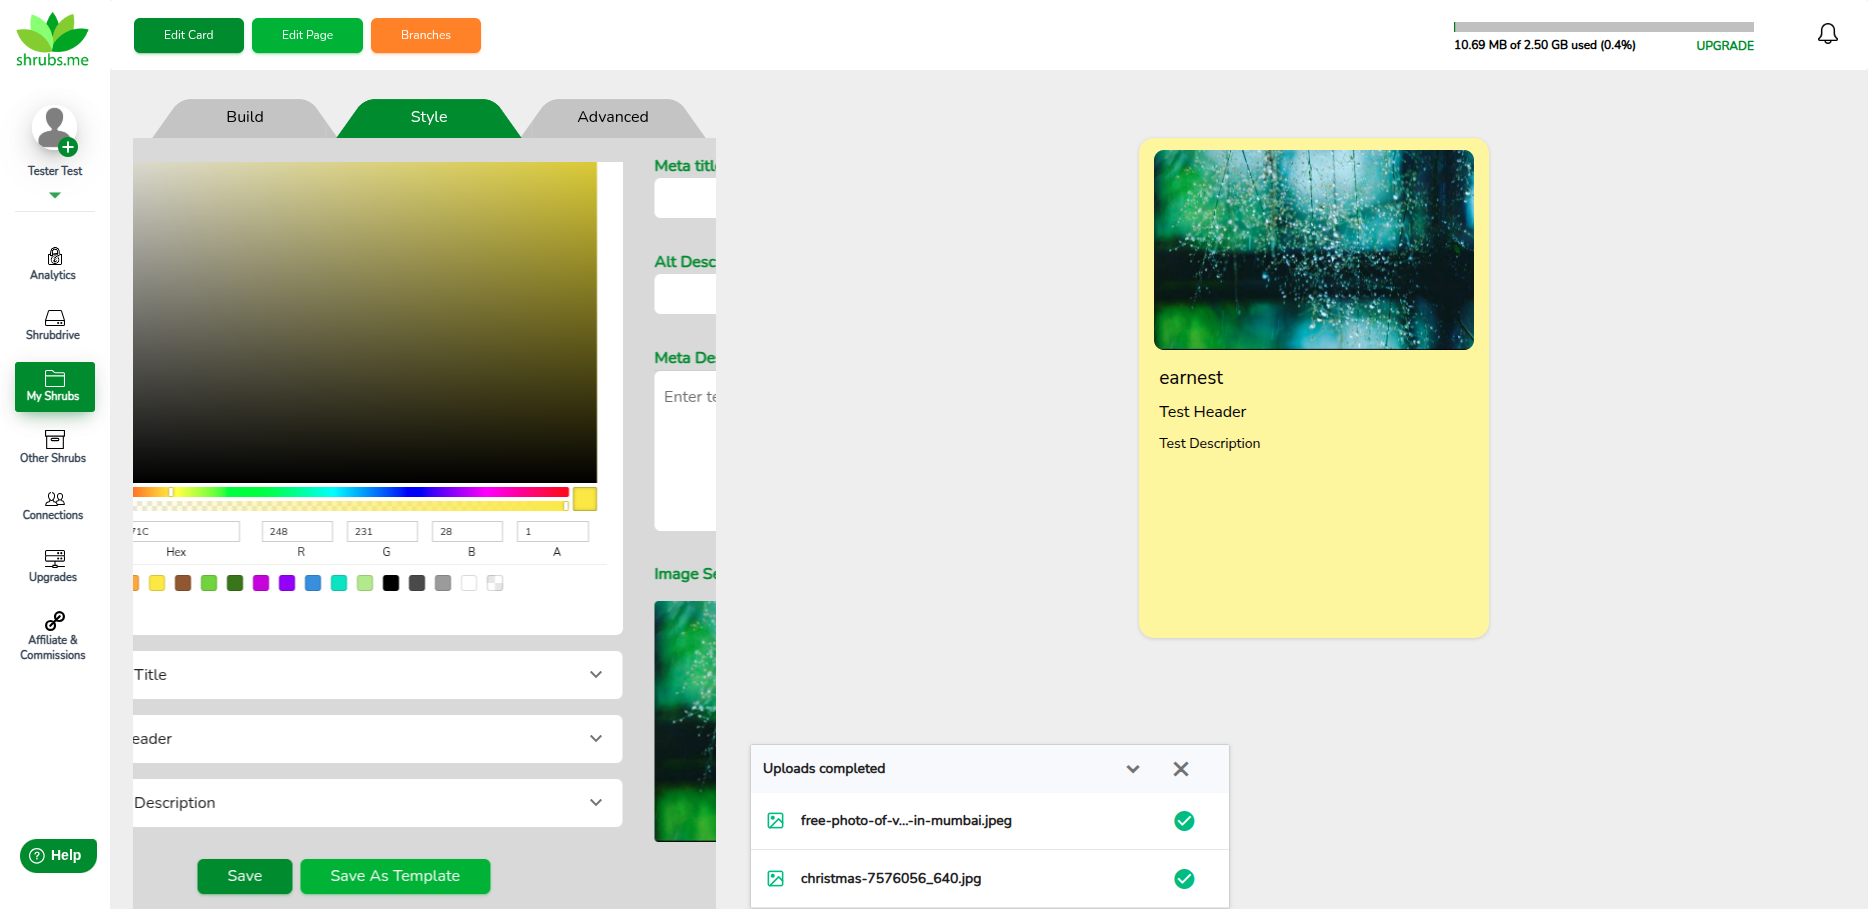 shrubs.me
Edit Card
Edit Page
Branches
10.69 MB of 2.50 GB used (0.4%)
UPGRADE
Tester Test
Analytics
Shrubdrive
My Shrubs
Other Shrubs
Connections
Upgrades
Affiliate &
Commissions
Help
Build
Style
Advanced
71C
248
231
28
1
Hex
R
G
B
A
Title
eader
Description
Save
Save As Template
Meta titl
Alt Desc
Meta De
Enter te
Image Se
earnest
Test Header
Test Description
Uploads completed
free-photo-of-v...-in-mumbai.jpeg
christmas-7576056_640.jpg